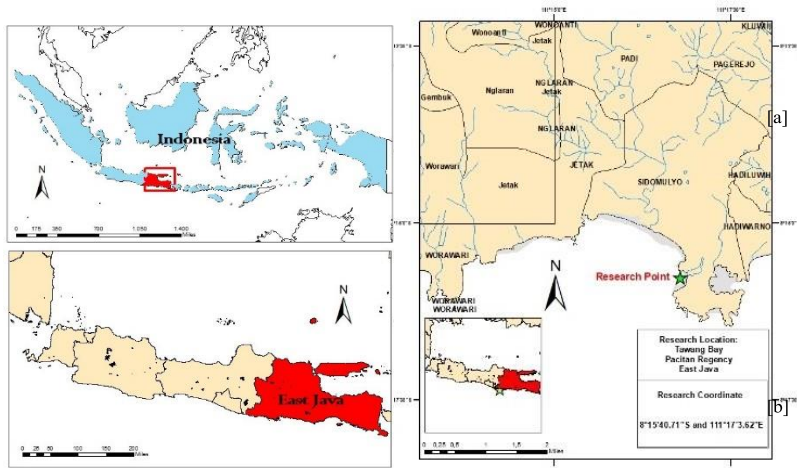 Indonesia
N
0 175 350 700 1.050 1.400
Miles
N
East Java
0 25 50 100 150 200
Miles
111°17'30"E
WONOANTI
KLUWIH
Wonoanti
Jetak
PADI
PAGEREJO
[a]
NGLARAN
Jetak
Gembuk
Nglaran
NGLARAN
Worawari
JETAK
HADILUWIH
Jetak
SIDOMULYO
HADIWARNO
WORAWARI
Research Point
N
WORAWARI
WORAWARI
Research Location:
Tawang Bay
Pacitan Regency
East Java
Research Coordinate
[b]
8°15'40.71"S and 111°17'3.62"E
0 0,25 0,5 1 1,5 2
Miles